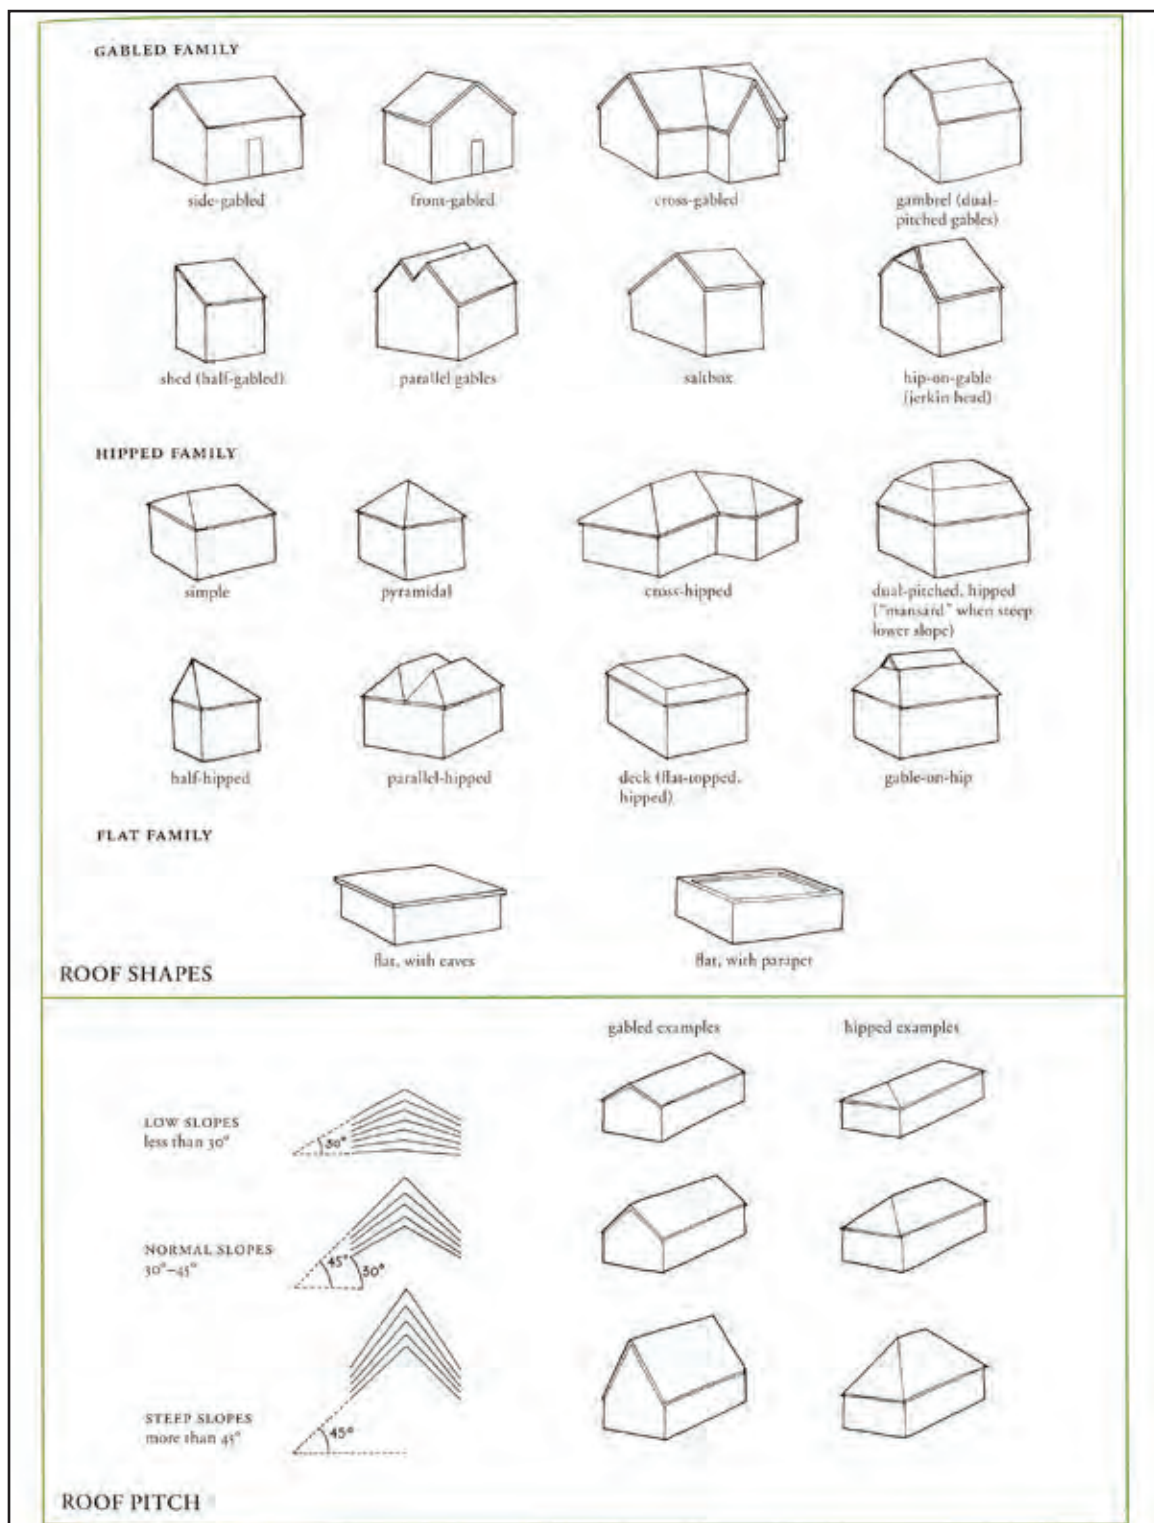 GABLED FAMILY
side-gabled
front-gabled
cross-gabled
gambrel (dual-
pitched gables)
shed (half-gabled)
parallel gables
saltbox
hip-on-gable
(jerkin head)
HIPPED FAMILY
simple
pyramidal
cross-hipped
dual-pitched, hipped
("mansard" when steep
lower slope)
half-hipped
parallel-hipped
deck (flat-topped,
hipped)
gable-on-hip
FLAT FAMILY
flat, with eaves
flat, with parapet
ROOF SHAPES
gabled examples
hipped examples
LOW SLOPES
less than 30°
30°
NORMAL SLOPES
30°–45°
45°
30°
STEEP SLOPES
more than 45°
45°
ROOF PITCH